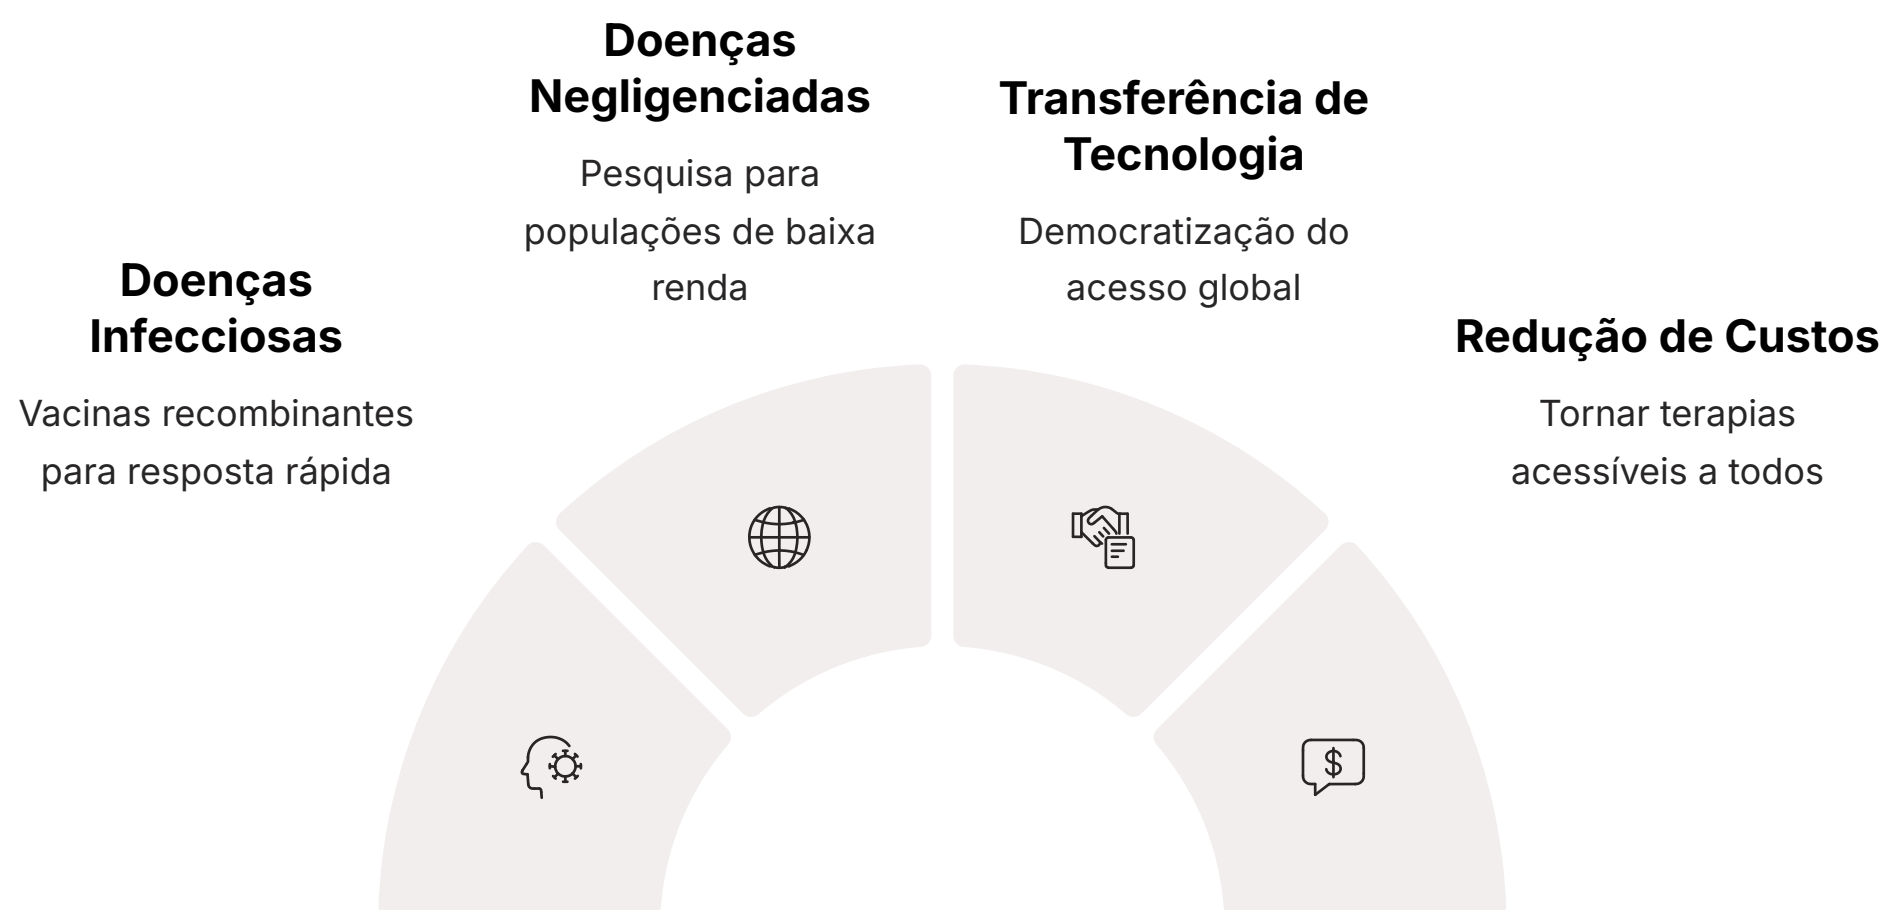 Doenças
Infecciosas
Vacinas recombinantes
para resposta rápida
Doenças
Negligenciadas
Pesquisa para
populações de baixa
renda
Transferência de
Tecnologia
Democratização do
acesso global
Redução de Custos
Tornar terapias
acessíveis a todos
$